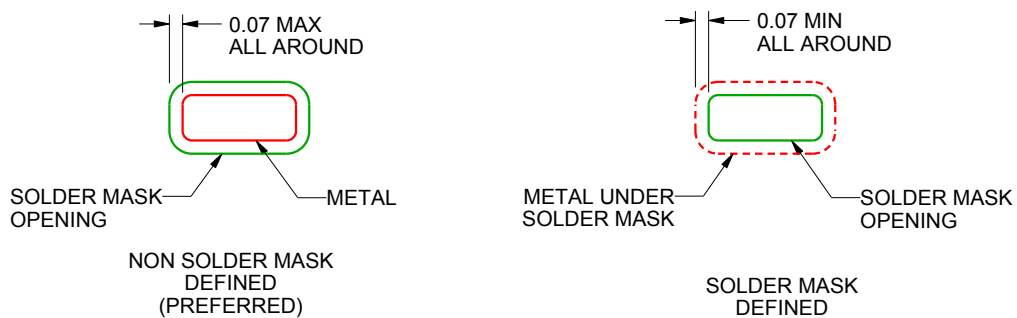 0.07 MAX
ALL AROUND
SOLDER MASK
OPENING
METAL
NON SOLDER MASK
DEFINED
(PREFERRED)
0.07 MIN
ALL AROUND
METAL UNDER
SOLDER MASK
SOLDER MASK
OPENING
SOLDER MASK
DEFINED